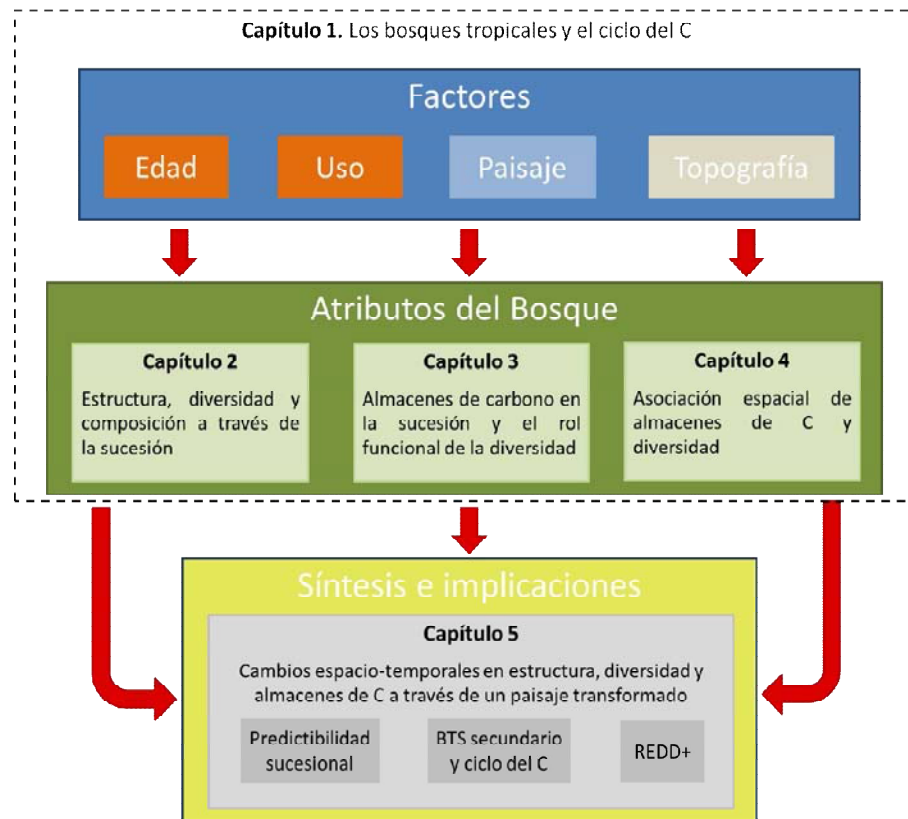 Capítulo 1. Los bosques tropicales y el ciclo del C
Factores
Edad
Uso
Paisaje
Topografía
Atributos del Bosque
Capítulo 2
Estructura, diversidad y
composición a través de
la sucesión
Capítulo 3
Almacenes de carbono en
la sucesión y el rol
funcional de la diversidad
Capítulo 4
Asociación espacial de
almacenes de C y
diversidad
Síntesis e implicaciones
Capítulo 5
Cambios espacio-temporales en estructura, diversidad y
almacenes de C a través de un paisaje transformado
Predictibilidad
sucesional
BTS secundario
y ciclo del C
REDD+